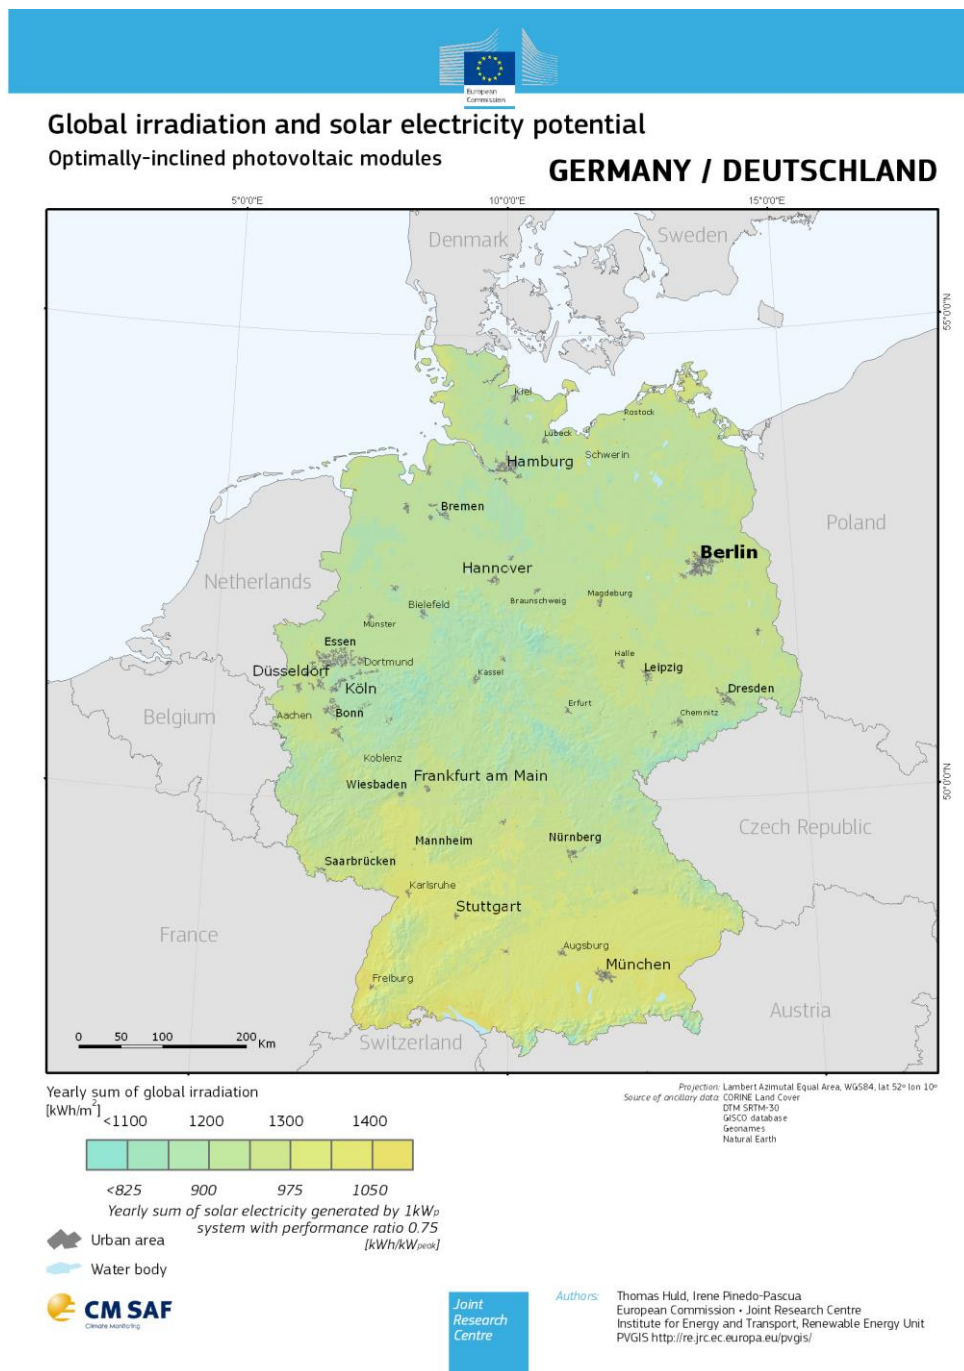 European
Commission
Global irradiation and solar electricity potential
Optimally-inclined photovoltaic modules
GERMANY / DEUTSCHLAND
5°0'0"E
10°0'0"E
15°0'0"E
Denmark
Sweden
55°0'0"N
Kiel
Rostock
Lübeck
Schwerin
Hamburg
Bremen
Poland
Berlin
Hannover
Netherlands
Braunschweig
Magdeburg
Bielefeld
Münster
Essen
Dortmund
Halle
Leipzig
Düsseldorf
Kassel
Köln
Dresden
Erfurt
Belgium
Aachen
Bonn
Chemnitz
Koblenz
Frankfurt am Main
Wiesbaden
50°0'0"N
Czech Republic
Mannheim
Nürnberg
Saarbrücken
Karlsruhe
Stuttgart
France
Augsburg
München
Freiburg
Austria
0 50 100 200 Km
Switzerland
Yearly sum of global irradiation
[kWh/m²]
<1100 1200 1300 1400
<825 900 975 1050
Yearly sum of solar electricity generated by 1kWp
system with performance ratio 0.75
[kWh/kWpeak]
Urban area
Water body
Projection: Lambert Azimutal Equal Area, WGS84, lat 52º lon 10º
Source of ancillary data: CORINE Land Cover
DTM SRTM-30
GISCO database
Geonames
Natural Earth
CM SAF
Climate Monitoring
Joint
Research
Centre
Authors: Thomas Huld, Irene Pinedo-Pascua
European Commission • Joint Research Centre
Institute for Energy and Transport, Renewable Energy Unit
PVGIS http://re.jrc.ec.europa.eu/pvgis/